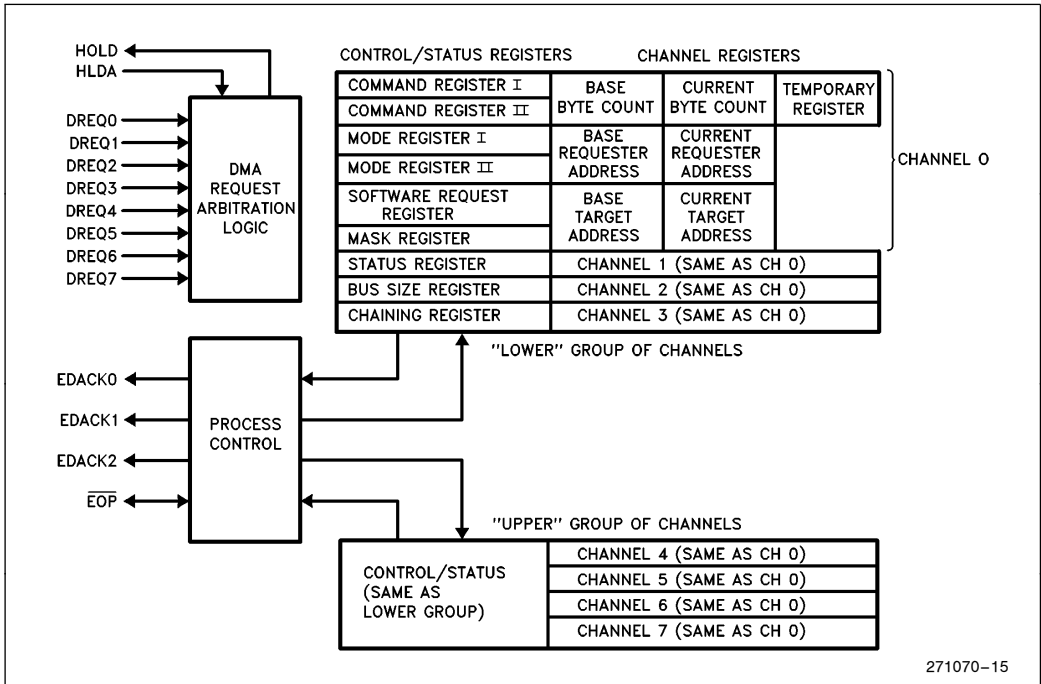 HOLD
HLDA
DREQ0
DREQ1
DREQ2
DREQ3
DREQ4
DREQ5
DREQ6
DREQ7
DMA
REQUEST
ARBITRATION
LOGIC
CONTROL/STATUS REGISTERS
CHANNEL REGISTERS
COMMAND REGISTER I
COMMAND REGISTER II
MODE REGISTER I
MODE REGISTER II
SOFTWARE REQUEST
REGISTER
MASK REGISTER
STATUS REGISTER
BUS SIZE REGISTER
CHAINING REGISTER
BASE
BYTE COUNT
CURRENT
BYTE COUNT
TEMPORARY
REGISTER
BASE
REQUESTER
ADDRESS
CURRENT
REQUESTER
ADDRESS
BASE
TARGET
ADDRESS
CURRENT
TARGET
ADDRESS
CHANNEL 0
CHANNEL 1 (SAME AS CH 0)
CHANNEL 2 (SAME AS CH 0)
CHANNEL 3 (SAME AS CH 0)
"LOWER" GROUP OF CHANNELS
EDACK0
EDACK1
EDACK2
EOP
PROCESS
CONTROL
"UPPER" GROUP OF CHANNELS
CONTROL/STATUS
(SAME AS
LOWER GROUP)
CHANNEL 4 (SAME AS CH 0)
CHANNEL 5 (SAME AS CH 0)
CHANNEL 6 (SAME AS CH 0)
CHANNEL 7 (SAME AS CH 0)
271070-15